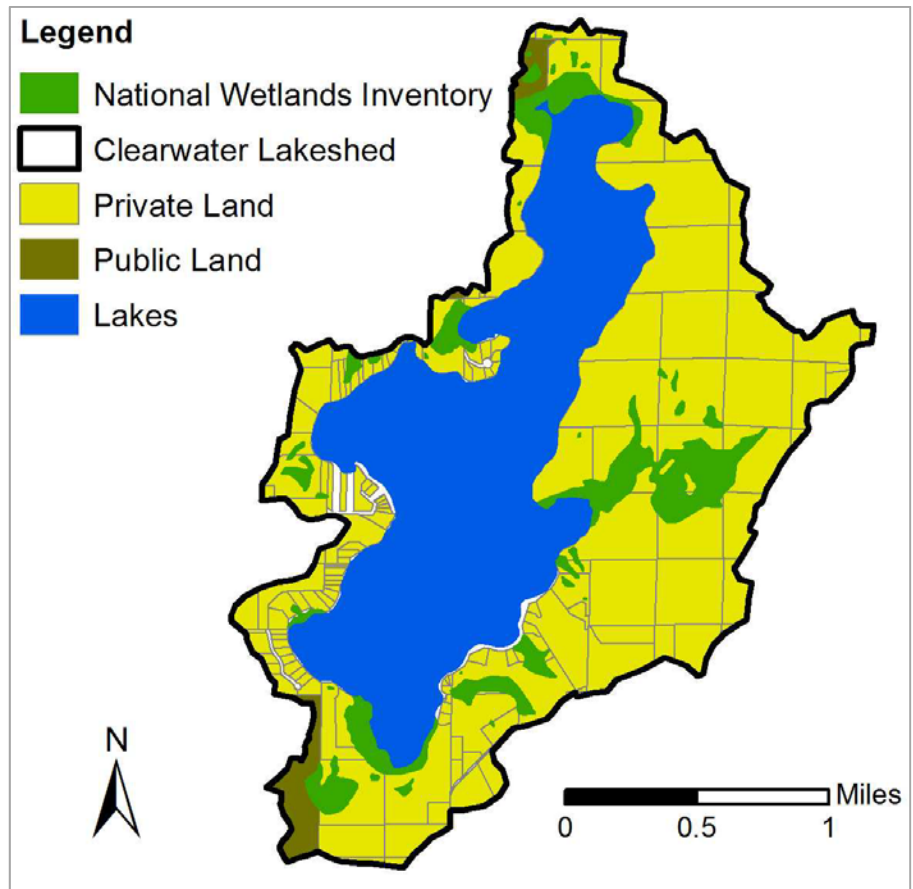 Legend
National Wetlands Inventory
Clearwater Lakeshed
Private Land
Public Land
Lakes
N
Miles
0 0.5 1